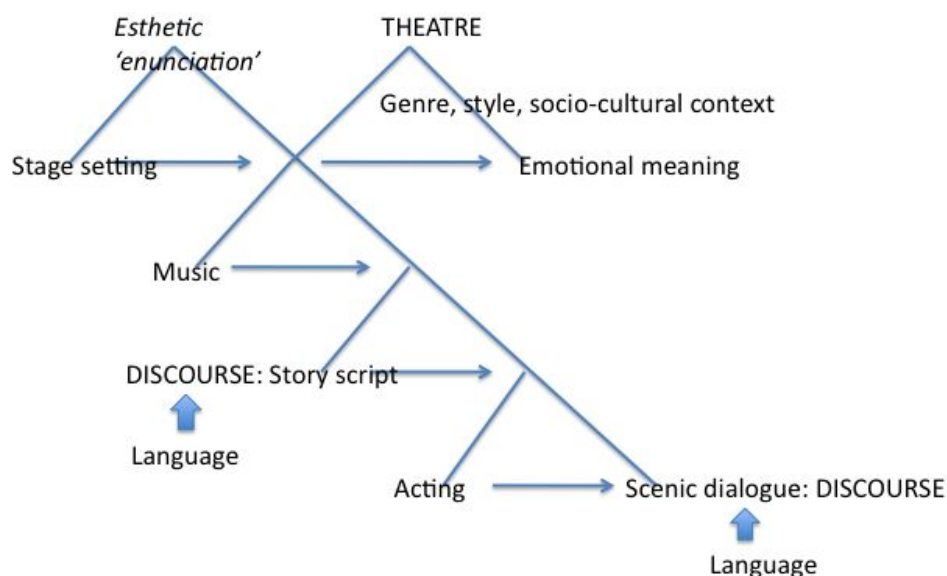 Esthetic
‘enunciation’
THEATRE
Genre, style, socio-cultural context
Stage setting
Emotional meaning
Music
DISCOURSE: Story script
Language
Acting
Scenic dialogue: DISCOURSE
Language